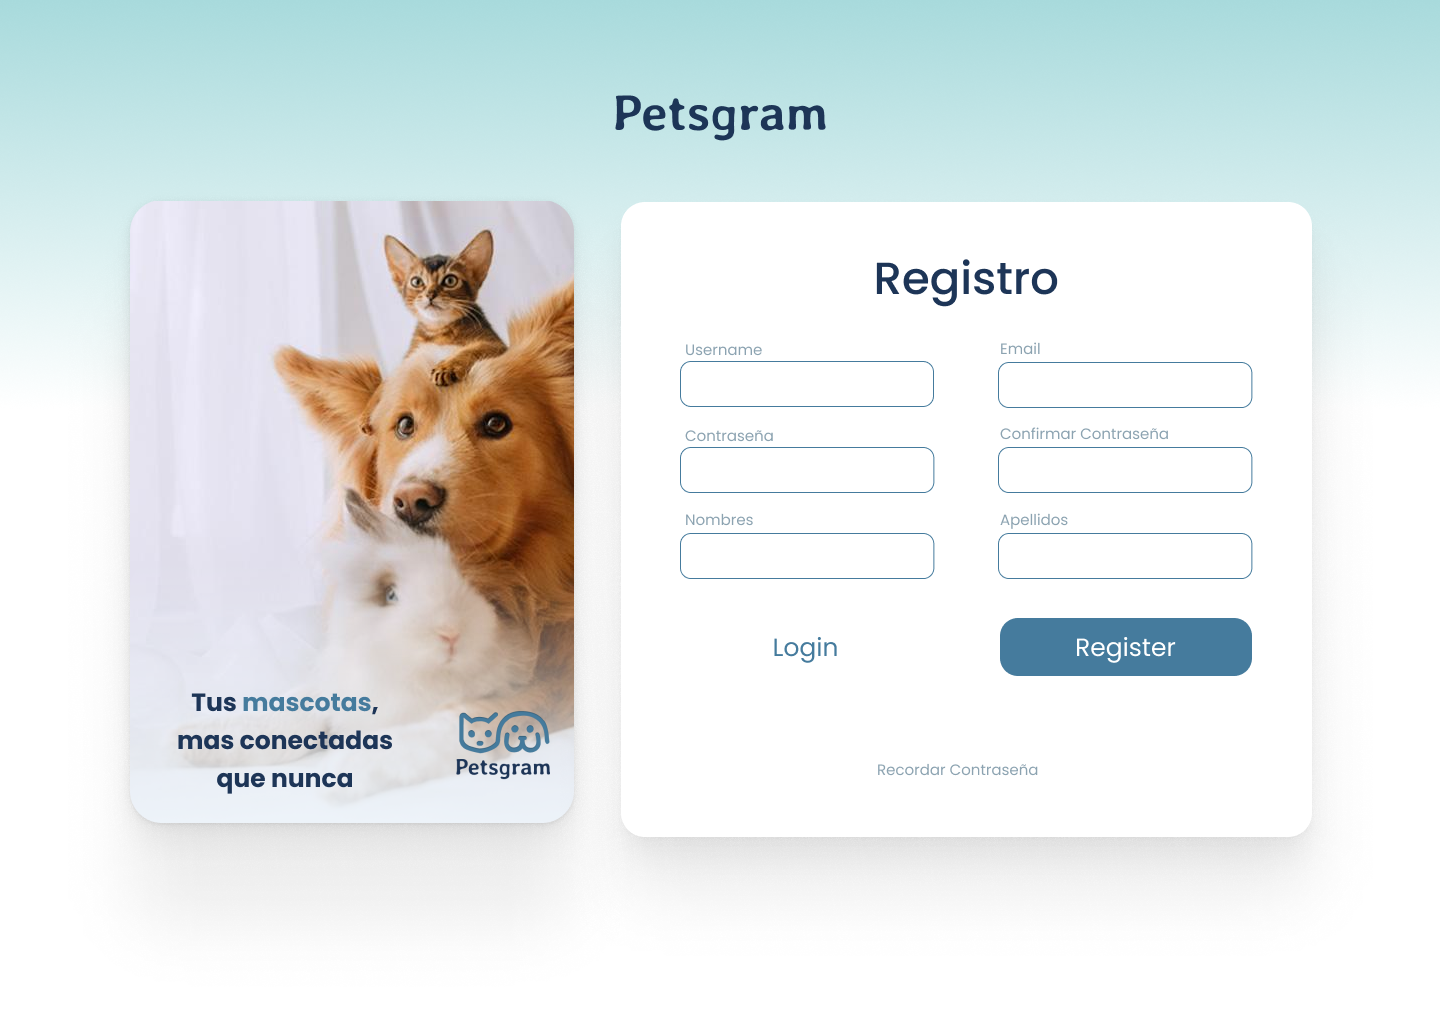 Petsgram
Tus mascotas,
mas conectadas
que nunca
Petsgram
Registro
Username
Email
Contraseña
Confirmar Contraseña
Nombres
Apellidos
Login
Register
Recordar Contraseña